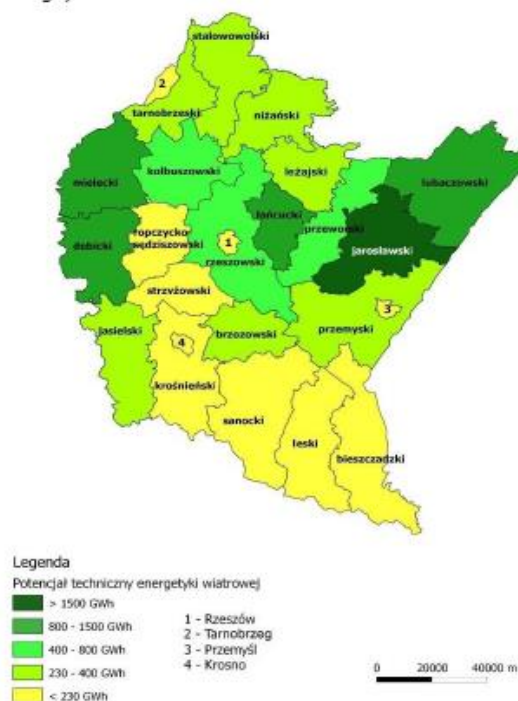 stalowowolski
2
tarnobrzeski
niżański
kolbuszowski
leżajski
mielecki
lubaczowski
łańcucki
ropczycko
przeworski
dębicki
sędziszowski
1
jarosławski
rzeszowski
strzyżowski
3
jasielski
brzozowski
przemyski
4
krośnieński
sanocki
leski
bieszczadzki
Legenda
Potencjał techniczny energetyki wiatrowej
> 1500 GWh
800 - 1500 GWh
400 - 800 GWh
230 - 400 GWh
< 230 GWh
1 - Rzeszów
2 - Tarnobrzeg
3 - Przemyśl
4 - Krosno
0 20000 40000 m